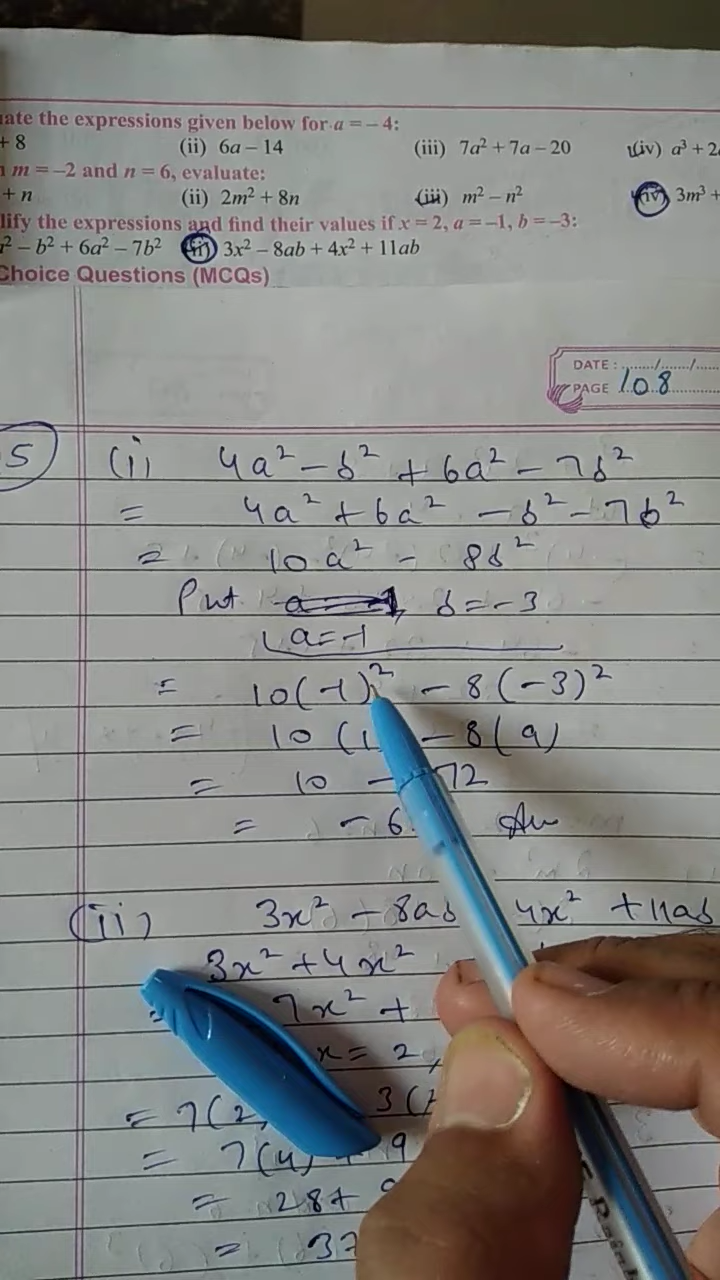 ate the expressions given below for a = – 4:
+ 8 (ii) 6a – 14 (iii) 7a² + 7a – 20 (iv) a³ + 2
m = –2 and n = 6, evaluate:
+ n (ii) 2m² + 8n (iii) m² – n² (iv) 3m³ +
lify the expressions and find their values if x = 2, a = –1, b = –3:
² – b² + 6a² – 7b² (ii) 3x² – 8ab + 4x² + 11ab
Choice Questions (MCQs)
DATE : ......../......./.....
PAGE 108
5 (i) 4a² – b² + 6a² – 7b²
= 4a² + 6a² – b² – 7b²
= 10a² – 8b²
Put b = –3
a = –1
= 10(–1)² – 8(–3)²
= 10(1 – 8(9)
= 10 – 72
= – 6 An
(ii) 3x² – 8ab 4x² + 11ab
3x² + 4x²
7x² +
x = 2,
= 7(2 3(
= 7(4) + 9
= 28 + 9
= 37